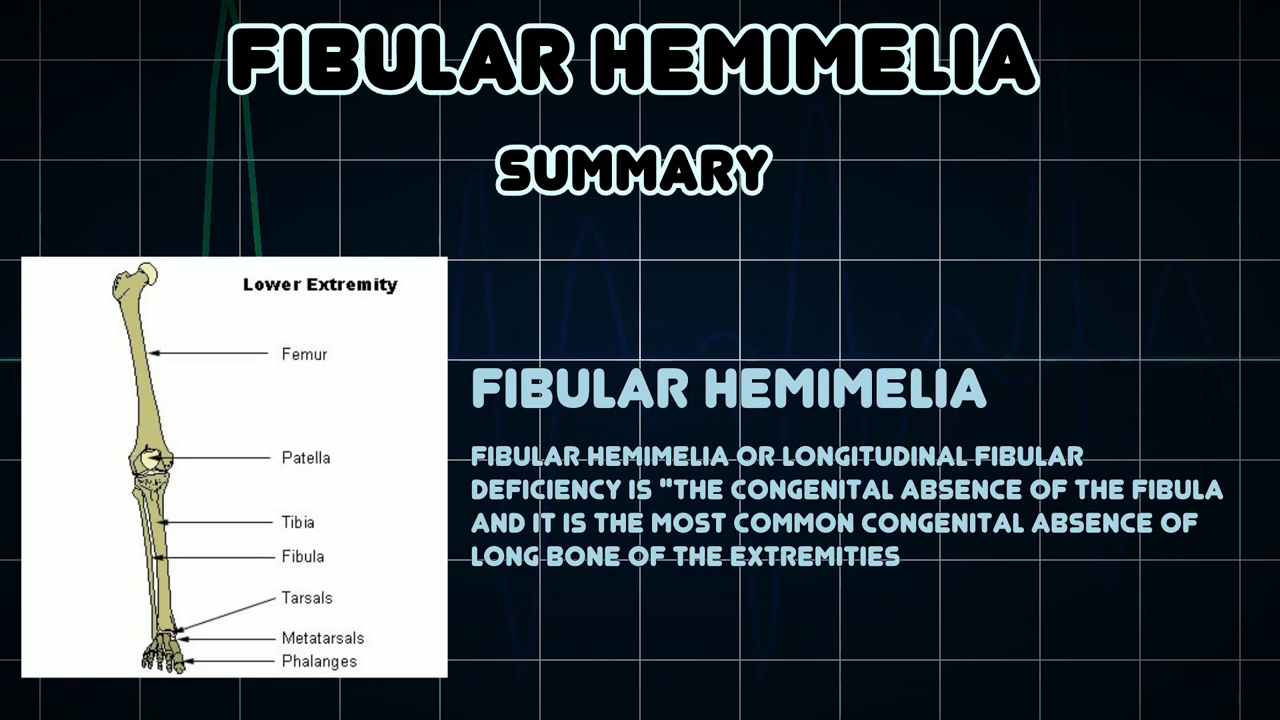 FIBULAR HEMIMELIA
SUMMARY
Lower Extremity
Femur
Patella
Tibia
Fibula
Tarsals
Metatarsals
Phalanges
FIBULAR HEMIMELIA
FIBULAR HEMIMELIA OR LONGITUDINAL FIBULAR
DEFICIENCY IS "THE CONGENITAL ABSENCE OF THE FIBULA
AND IT IS THE MOST COMMON CONGENITAL ABSENCE OF
LONG BONE OF THE EXTREMITIES